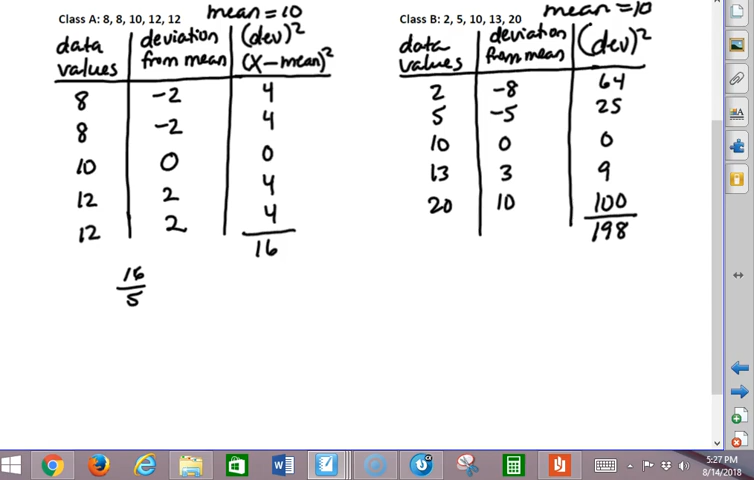 Class A: 8, 8, 10, 12, 12
mean = 10
data values
deviation from mean
(dev)²
(X - mean)²
8 -2 4
8 -2 4
10 0 0
12 2 4
12 2 4
16
16
5
Class B: 2, 5, 10, 13, 20
mean = 10
data values
deviation from mean
(dev)²
2 -8 64
5 -5 25
10 0 0
13 3 9
20 10 100
198
5:27 PM
8/14/2018